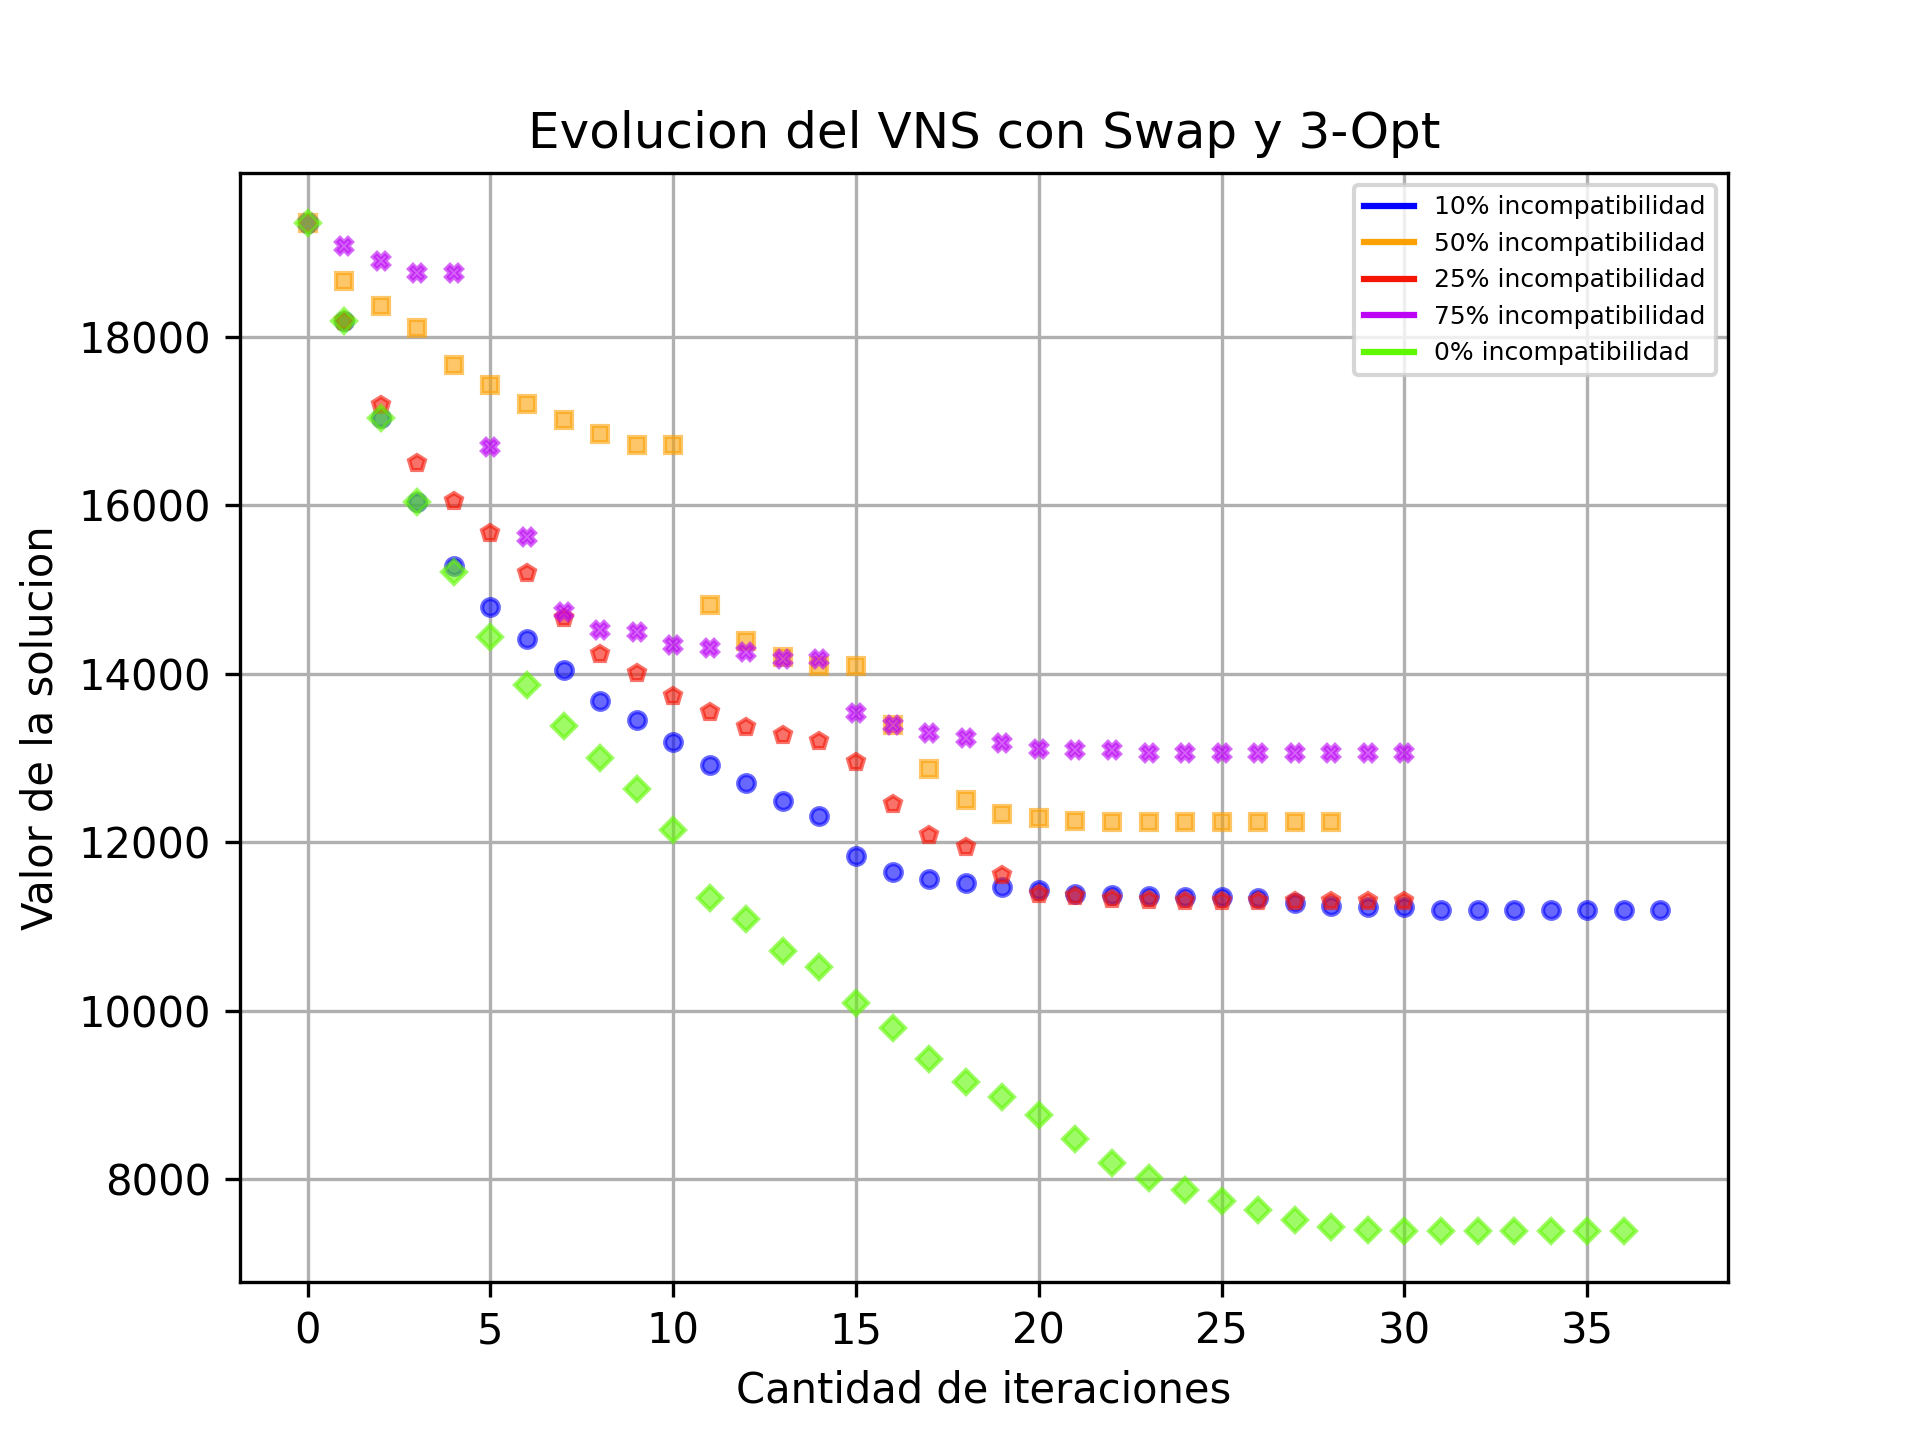 Evolucion del VNS con Swap y 3-Opt
10% incompatibilidad
50% incompatibilidad
25% incompatibilidad
75% incompatibilidad
0% incompatibilidad
18000
16000
14000
12000
10000
8000
Valor de la solucion
0 5 10 15 20 25 30 35
Cantidad de iteraciones